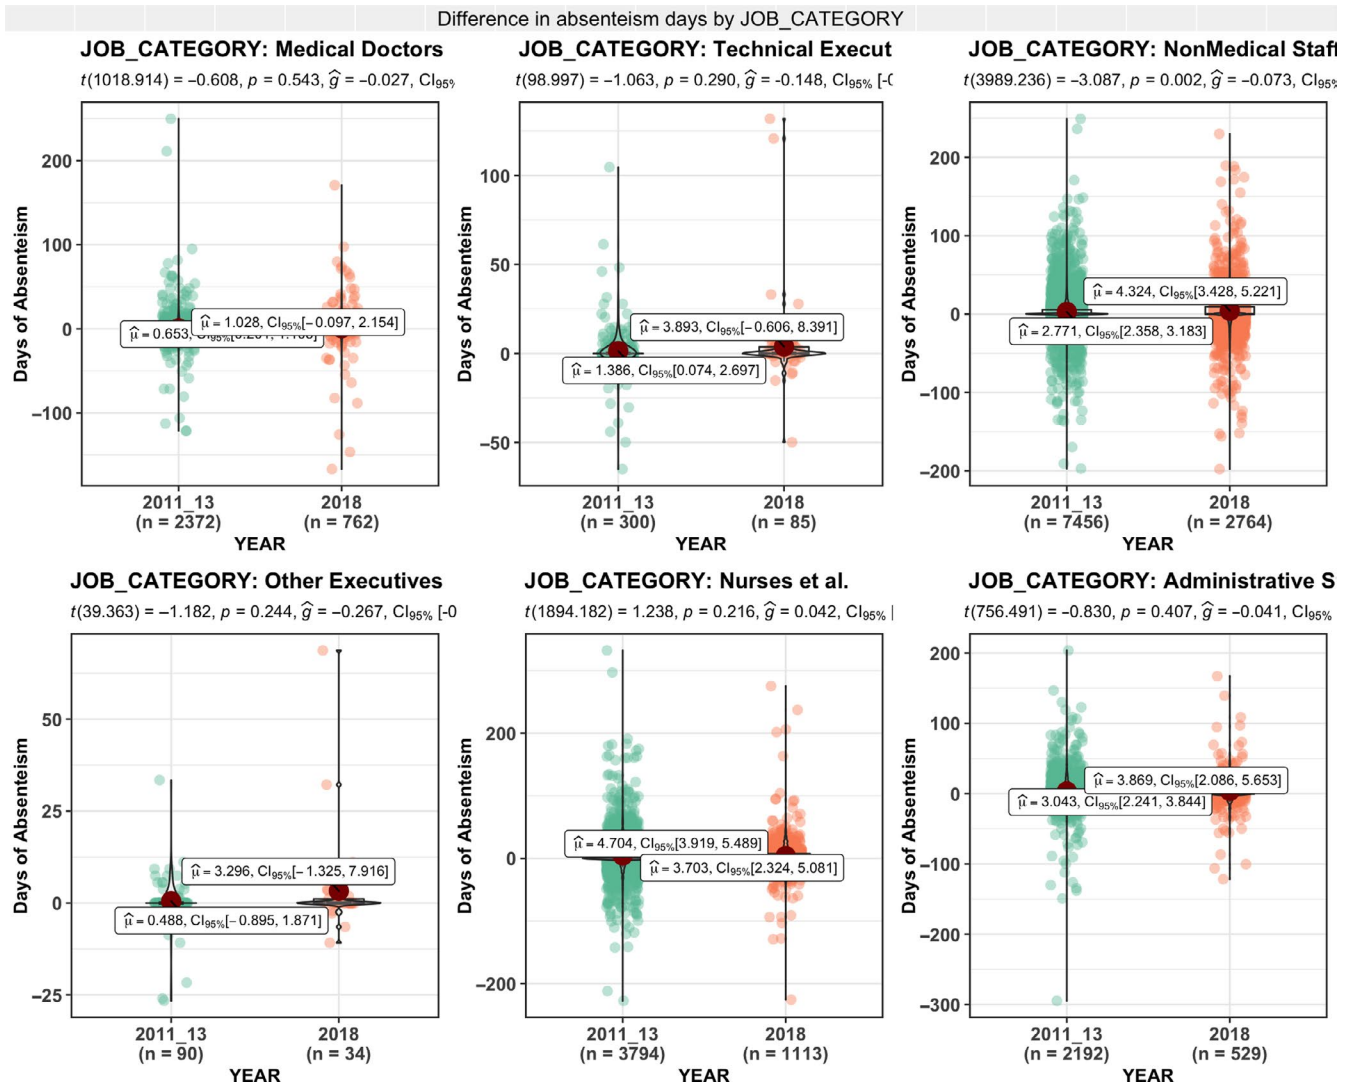 Difference in absenteism days by JOB_CATEGORY
JOB_CATEGORY: Medical Doctors
t(1018.914) = −0.608, p = 0.543, ĝ = −0.027, CI95%
Days of Absenteism
200
100
0
−100
μ̂ = 0.653, CI95%
μ̂ = 1.028, CI95%[−0.097, 2.154]
2011_13
(n = 2372)
2018
(n = 762)
YEAR
JOB_CATEGORY: Technical Execut
t(98.997) = −1.063, p = 0.290, ĝ = −0.148, CI95% [-0
Days of Absenteism
100
50
0
−50
μ̂ = 3.893, CI95%[−0.606, 8.391]
μ̂ = 1.386, CI95%[0.074, 2.697]
2011_13
(n = 300)
2018
(n = 85)
YEAR
JOB_CATEGORY: NonMedical Staff
t(3989.236) = −3.087, p = 0.002, ĝ = −0.073, CI95%
Days of Absenteism
200
100
0
−100
−200
μ̂ = 4.324, CI95%[3.428, 5.221]
μ̂ = 2.771, CI95%[2.358, 3.183]
2011_13
(n = 7456)
2018
(n = 2764)
YEAR
JOB_CATEGORY: Other Executives
t(39.363) = −1.182, p = 0.244, ĝ = −0.267, CI95% [-0
Days of Absenteism
50
25
0
−25
μ̂ = 3.296, CI95%[−1.325, 7.916]
μ̂ = 0.488, CI95%[−0.895, 1.871]
2011_13
(n = 90)
2018
(n = 34)
YEAR
JOB_CATEGORY: Nurses et al.
t(1894.182) = 1.238, p = 0.216, ĝ = 0.042, CI95% [
Days of Absenteism
200
0
−200
μ̂ = 4.704, CI95%[3.919, 5.489]
μ̂ = 3.703, CI95%[2.324, 5.081]
2011_13
(n = 3794)
2018
(n = 1113)
YEAR
JOB_CATEGORY: Administrative S
t(756.491) = −0.830, p = 0.407, ĝ = −0.041, CI95%
Days of Absenteism
200
100
0
−100
−200
−300
μ̂ = 3.869, CI95%[2.086, 5.653]
μ̂ = 3.043, CI95%[2.241, 3.844]
2011_13
(n = 2192)
2018
(n = 529)
YEAR